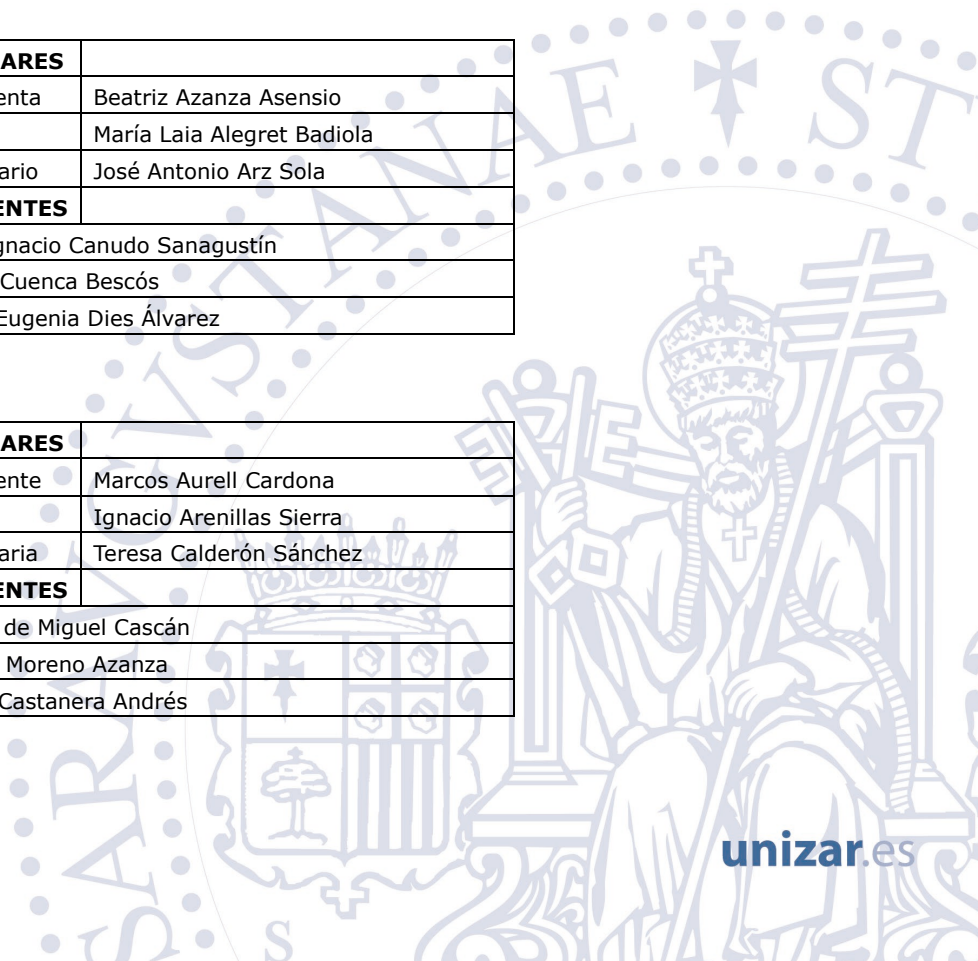 ARES
enta Beatriz Azanza Asensio
María Laia Alegret Badiola
ario José Antonio Arz Sola
ENTES
gnacio Canudo Sanagustín
Cuenca Bescós
Eugenia Dies Álvarez
ARES
ente Marcos Aurell Cardona
Ignacio Arenillas Sierra
aria Teresa Calderón Sánchez
ENTES
de Miguel Cascán
Moreno Azanza
Castanera Andrés
unizar.es
SARAVGVSTANAE ST
S